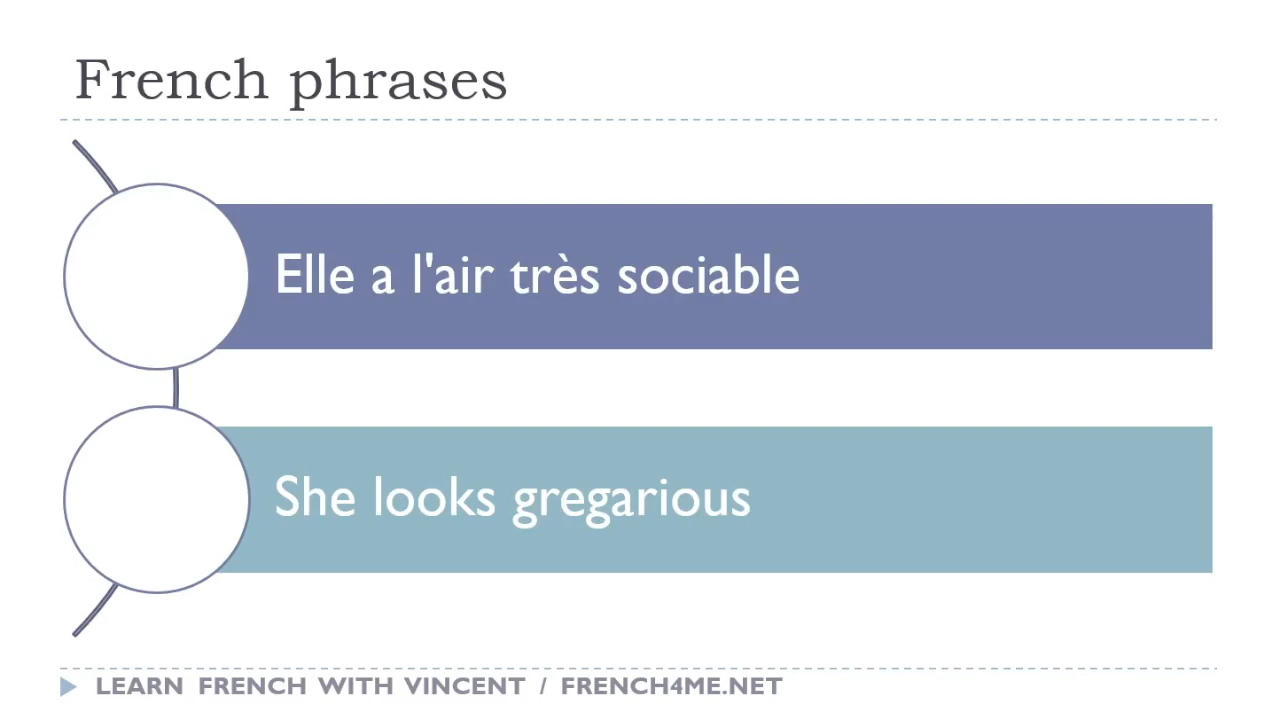 French phrases
Elle a l'air très sociable
She looks gregarious
LEARN FRENCH WITH VINCENT / FRENCH4ME.NET